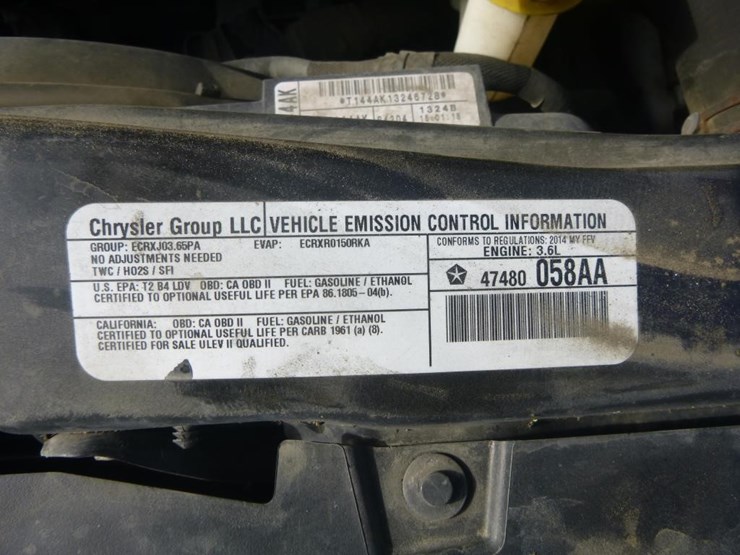 4AK
*T144AK13246728*
1324B
Chrysler Group LLC VEHICLE EMISSION CONTROL INFORMATION
GROUP: ECRXJ03.65PA EVAP: ECRXR0150RKA
NO ADJUSTMENTS NEEDED
TWC / HO2S / SFI
CONFORMS TO REGULATIONS: 2014 MY FFV
ENGINE: 3.6L
47480 058AA
U.S. EPA: T2 B4 LDV OBD: CA OBD II FUEL: GASOLINE / ETHANOL
CERTIFIED TO OPTIONAL USEFUL LIFE PER EPA 86.1805-04(b).
CALIFORNIA: OBD: CA OBD II FUEL: GASOLINE / ETHANOL
CERTIFIED TO OPTIONAL USEFUL LIFE PER CARB 1961 (a) (8).
CERTIFIED FOR SALE ULEV II QUALIFIED.